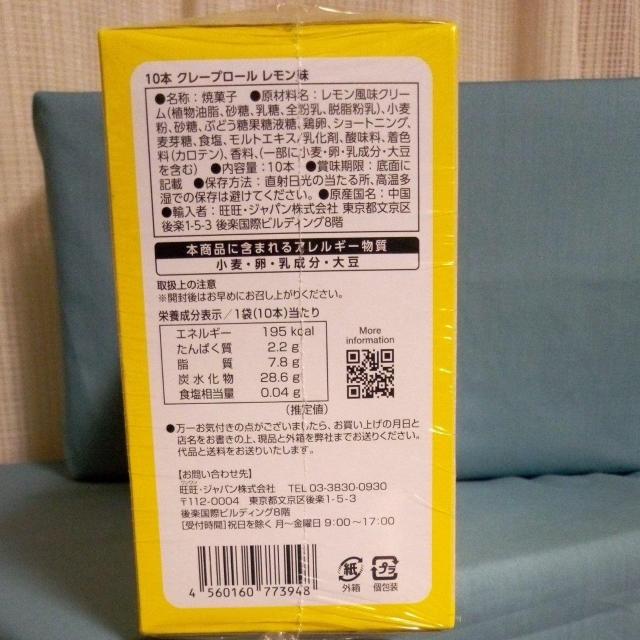 10本 クレープロール レモン味
●名称：焼菓子 ●原材料名：レモン風味クリー
ム(植物油脂、砂糖、乳糖、全粉乳、脱脂粉乳)、小麦
粉、砂糖、ぶどう糖果糖液糖、鶏卵、ショートニング、
麦芽糖、食塩、モルトエキス/乳化剤、酸味料、着色
料(カロテン)、香料、(一部に小麦・卵・乳成分・大豆
を含む) ●内容量：10本 ●賞味期限：底面に
記載 ●保存方法：直射日光の当たる所、高温多
湿での保存は避けてください。●原産国名：中国
●輸入者：旺旺・ジャパン株式会社 東京都文京区
後楽1-5-3 後楽国際ビルディング8階
本商品に含まれるアレルギー物質
小麦・卵・乳成分・大豆
取扱上の注意
※開封後はお早めにお召し上がりください。
栄養成分表示／1袋(10本)当たり
エネルギー 195 kcal
たんぱく質 2.2 g
脂質 7.8 g
炭水化物 28.6 g
食塩相当量 0.04 g
(推定値)
More
information
●万一お気付きの点がございましたら、お買い上げの月日と
店名をお書きの上、現品と外箱を弊社までお送りください。
代品と送料をお送りいたします。
【お問い合わせ先】
旺旺・ジャパン株式会社 TEL 03-3830-0930
〒112-0004 東京都文京区後楽1-5-3
後楽国際ビルディング8階
[受付時間]祝日を除く 月～金曜日 9:00～17:00
4 560160 773948
紙
外箱
プラ
個包装